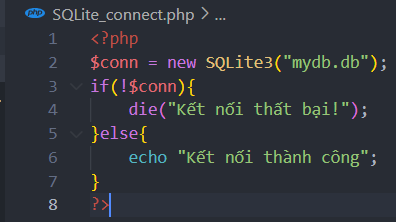 php SQLite_connect.php > ...
1 <?php
2 $conn = new SQLite3("mydb.db");
3 if(!$conn){
4 die("Kết nối thất bại!");
5 }else{
6 echo "Kết nối thành công";
7 }
8 ?>